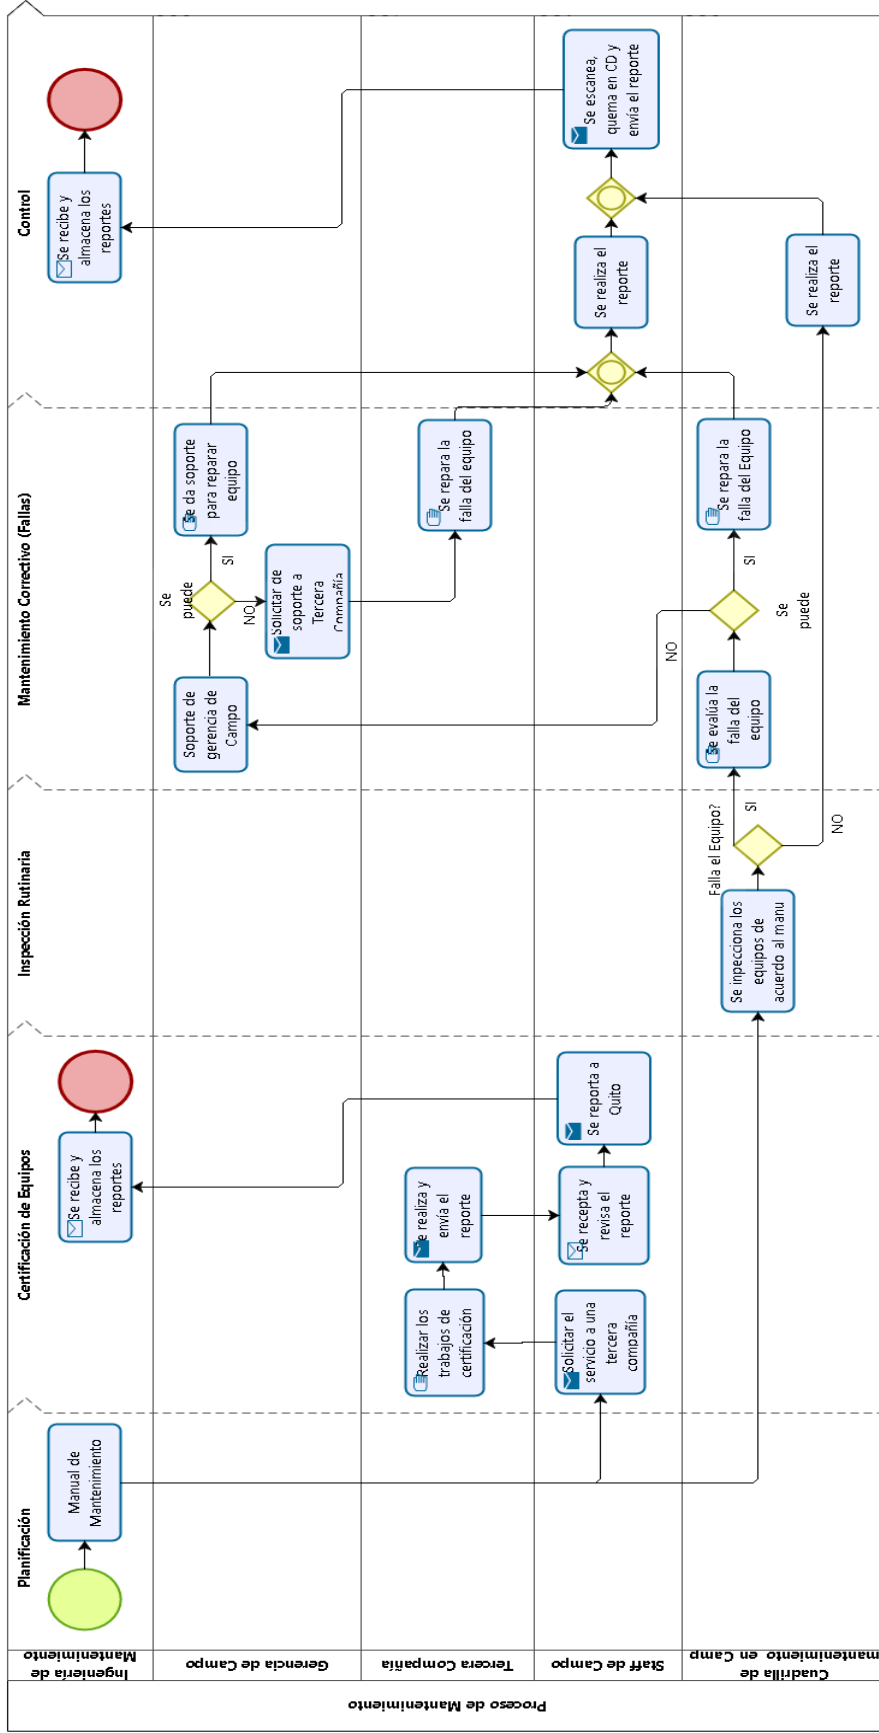 Proceso de Mantenimiento
Ingeniería de
Mantenimiento
Gerencia de Campo
Tercera Compañía
Staff de Campo
Cuadrilla de
mantenimiento en Camp
Planificación
Certificación de Equipos
Inspección Rutinaria
Mantenimiento Correctivo (Fallas)
Control
Manual de
Mantenimiento
Se recibe y
almacena los
reportes
Se recibe y
almacena los
reportes
Soporte de
gerencia de
Campo
Se
puede
SI
NO
Se da soporte
para reparar
equipo
Solicitar de
soporte a
Tercera
Compañía
Realizar los
trabajos de
certificación
Se realiza y
envía el
reporte
Se repara la
falla del equipo
Solicitar el
servicio a una
tercera
compañía
Se recepta y
revisa el
reporte
Se reporta a
Quito
Se realiza el
reporte
Se escanea,
quema en CD y
envía el reporte
Se inpecciona los
equipos de
acuerdo al manu
Falla el Equipo?
SI
NO
Se evalúa la
falla del
equipo
NO
Se
puede
SI
Se repara la
falla del Equipo
Se realiza el
reporte